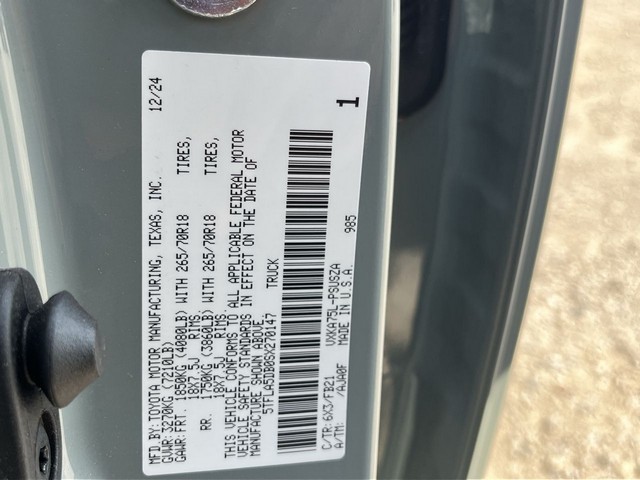 MFD.BY: TOYOTA MOTOR MANUFACTURING, TEXAS, INC. 12/24
GVWR: 3270KG (7210LB)
GAWR: FRT. 1850KG (4080LB) WITH 265/70R18 TIRES,
18X7.5J RIMS.
RR. 1750KG (3860LB) WITH 265/70R18 TIRES,
18X7.5J RIMS.
THIS VEHICLE CONFORMS TO ALL APPLICABLE FEDERAL MOTOR
VEHICLE SAFETY STANDARDS IN EFFECT ON THE DATE OF
MANUFACTURE SHOWN ABOVE.
5TFLA5DB0SX270147 TRUCK
C/TR: 6X3/FB21 VXKA75L-PSUSZA 985 1
A/TM: /AJA0F MADE IN U.S.A.